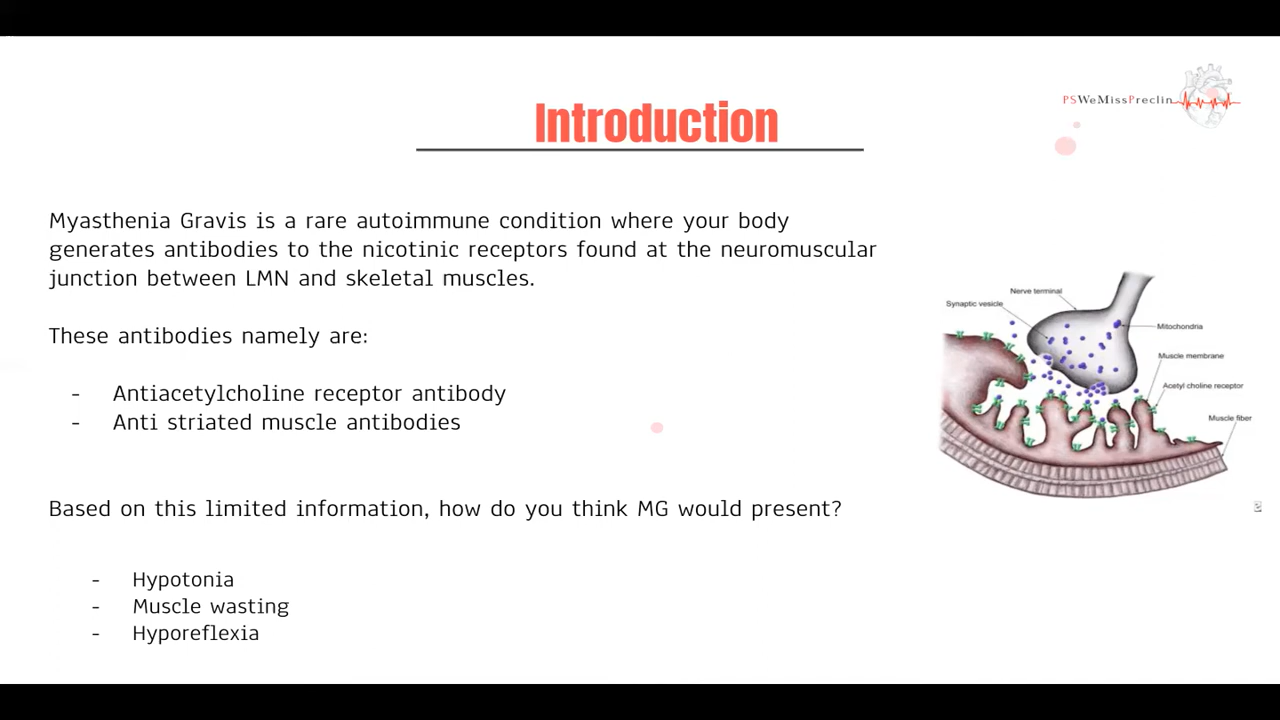 PSWeMissPreclin
Introduction
Myasthenia Gravis is a rare autoimmune condition where your body
generates antibodies to the nicotinic receptors found at the neuromuscular
junction between LMN and skeletal muscles.
These antibodies namely are:
- Antiacetylcholine receptor antibody
- Anti striated muscle antibodies
Based on this limited information, how do you think MG would present?
- Hypotonia
- Muscle wasting
- Hyporeflexia
Nerve terminal
Synaptic vesicle
Mitochondria
Muscle membrane
Acetyl choline receptor
Muscle fiber